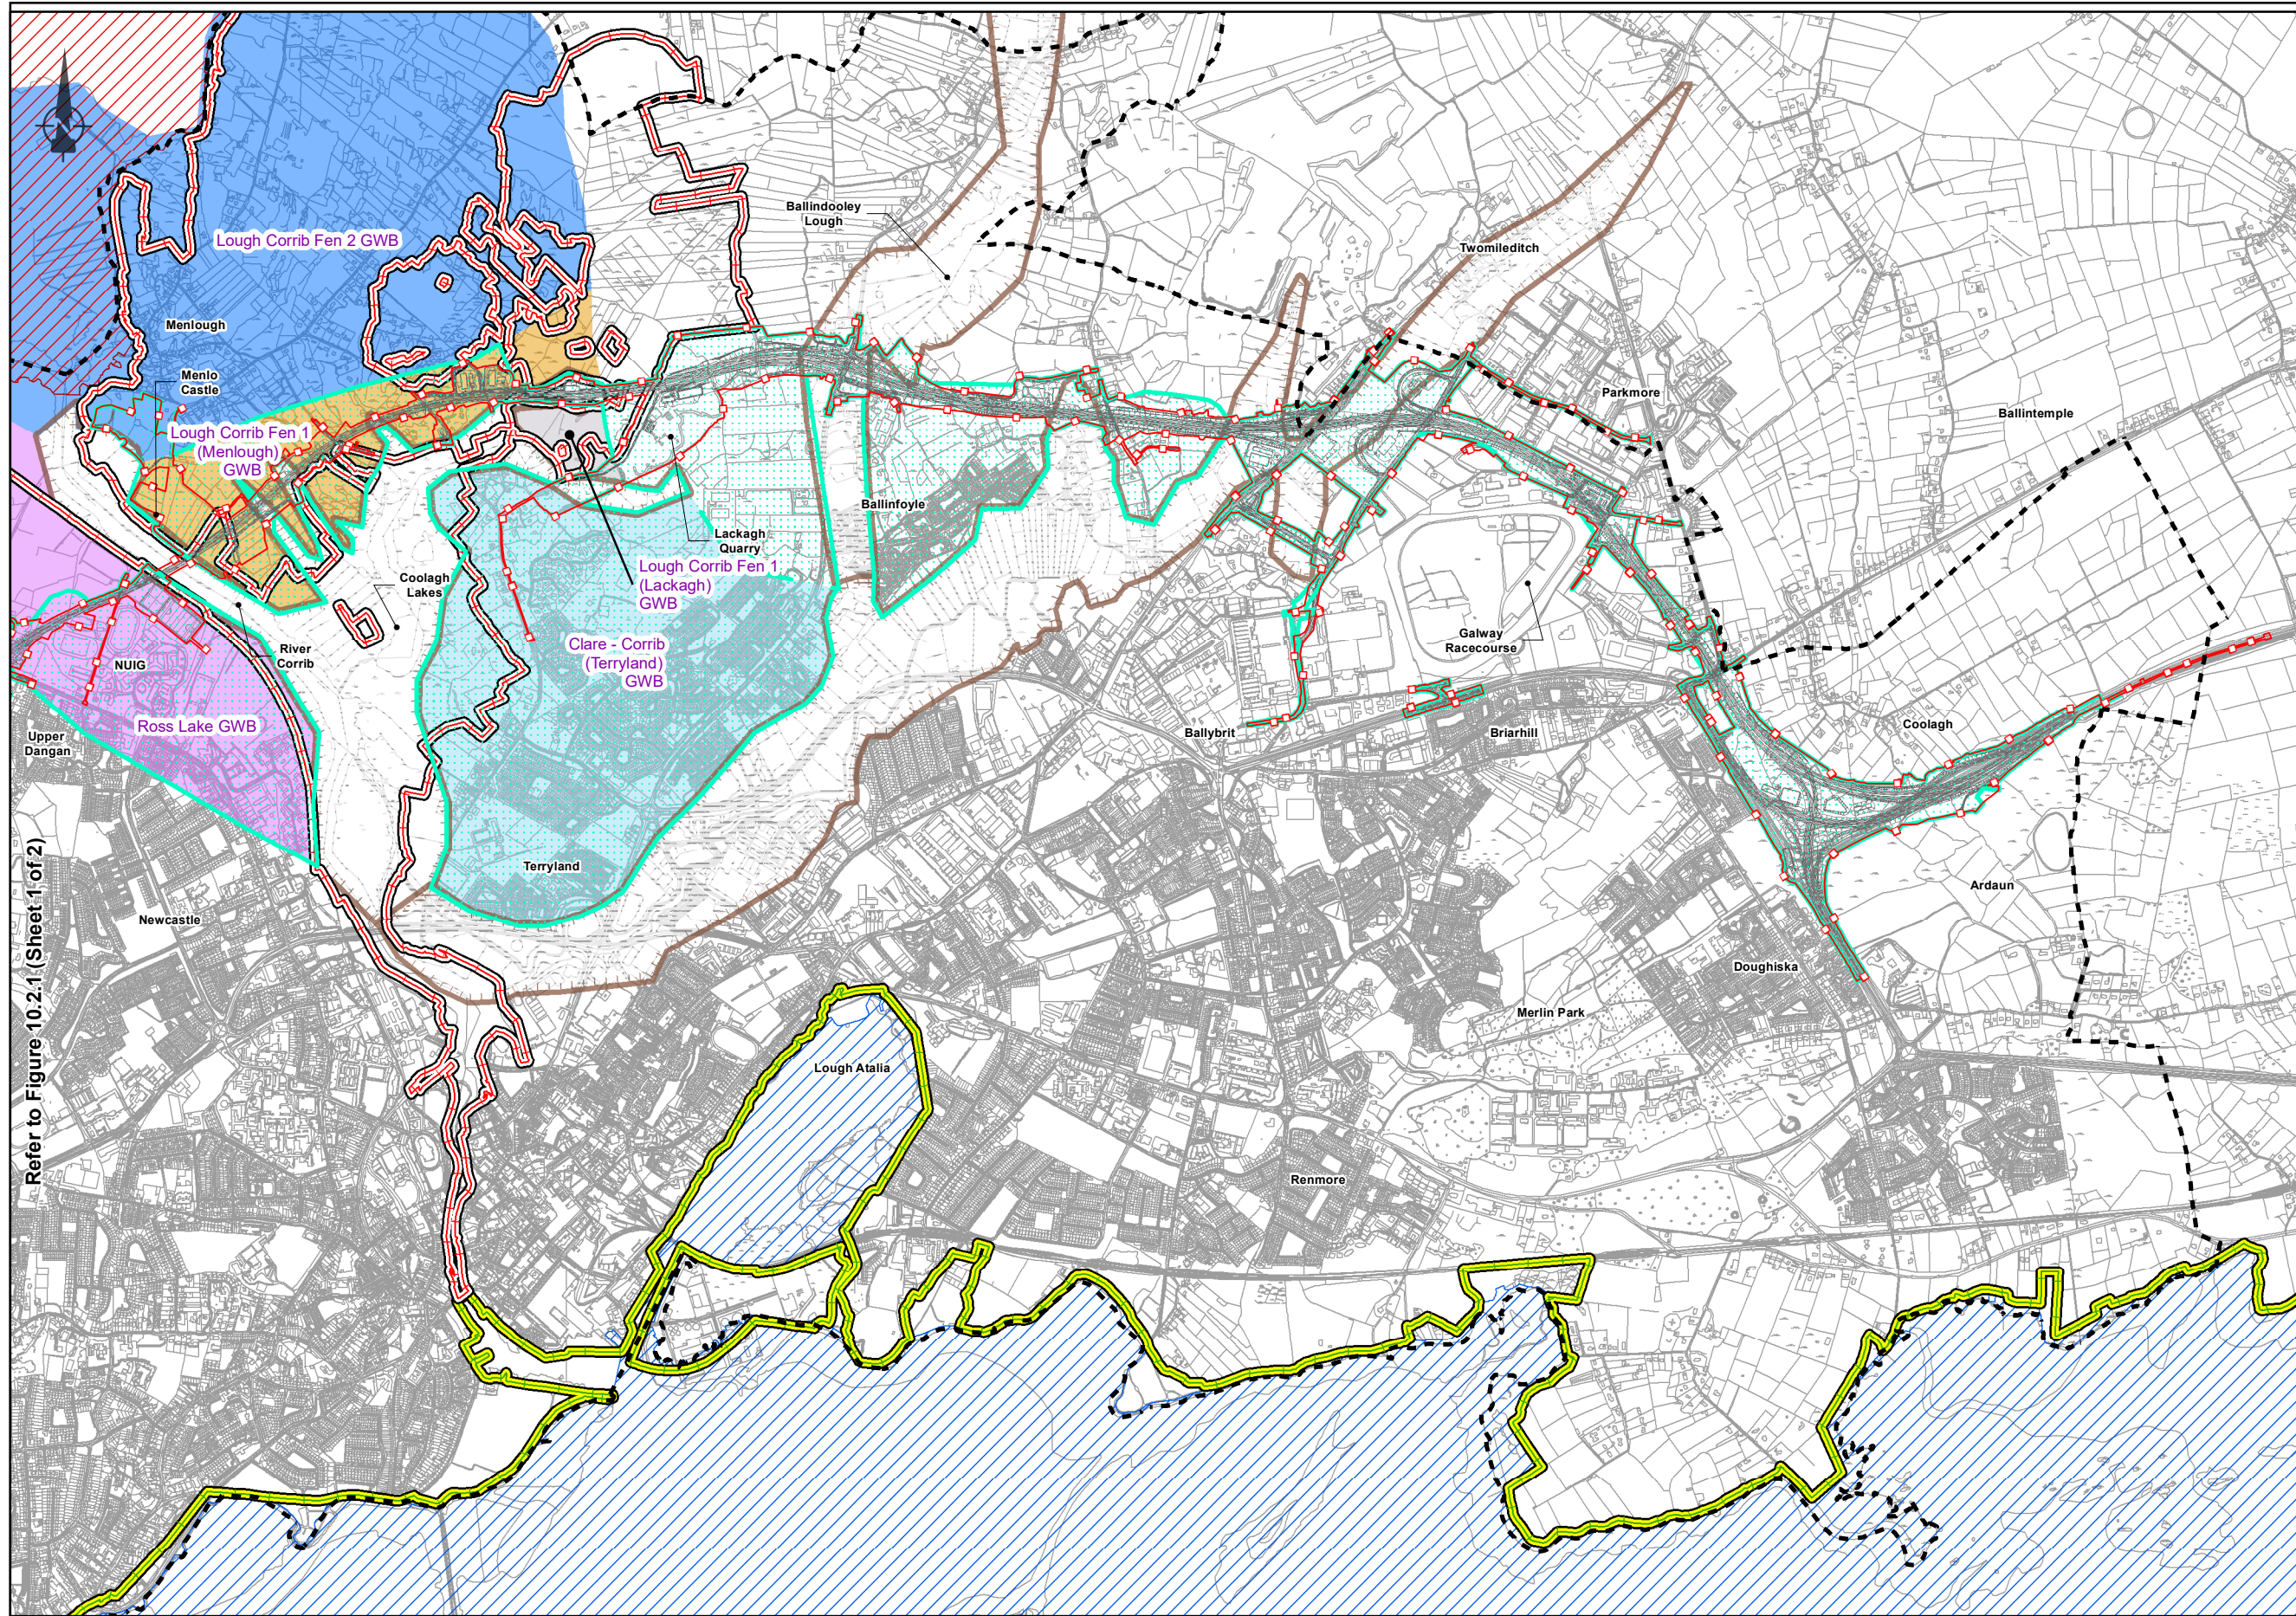 Ballindooley
Lough
Twomileditch
Lough Corrib Fen 2 GWB
Menlough
Menlo
Castle
Parkmore
Ballintemple
Lough Corrib Fen 1
(Menlough)
GWB
Ballinfoyle
Lackagh
Quarry
Lough Corrib Fen 1
(Lackagh)
GWB
Coolagh
Lakes
Galway
Racecourse
Clare - Corrib
(Terryland)
GWB
River
Corrib
NUIG
Ross Lake GWB
Upper
Dangan
Ballybrit
Briarhill
Coolagh
Terryland
Ardaun
Newcastle
Doughiska
Merlin Park
Lough Atalia
Renmore
Refer to Figure 10.2.1 (Sheet 1 of 2)